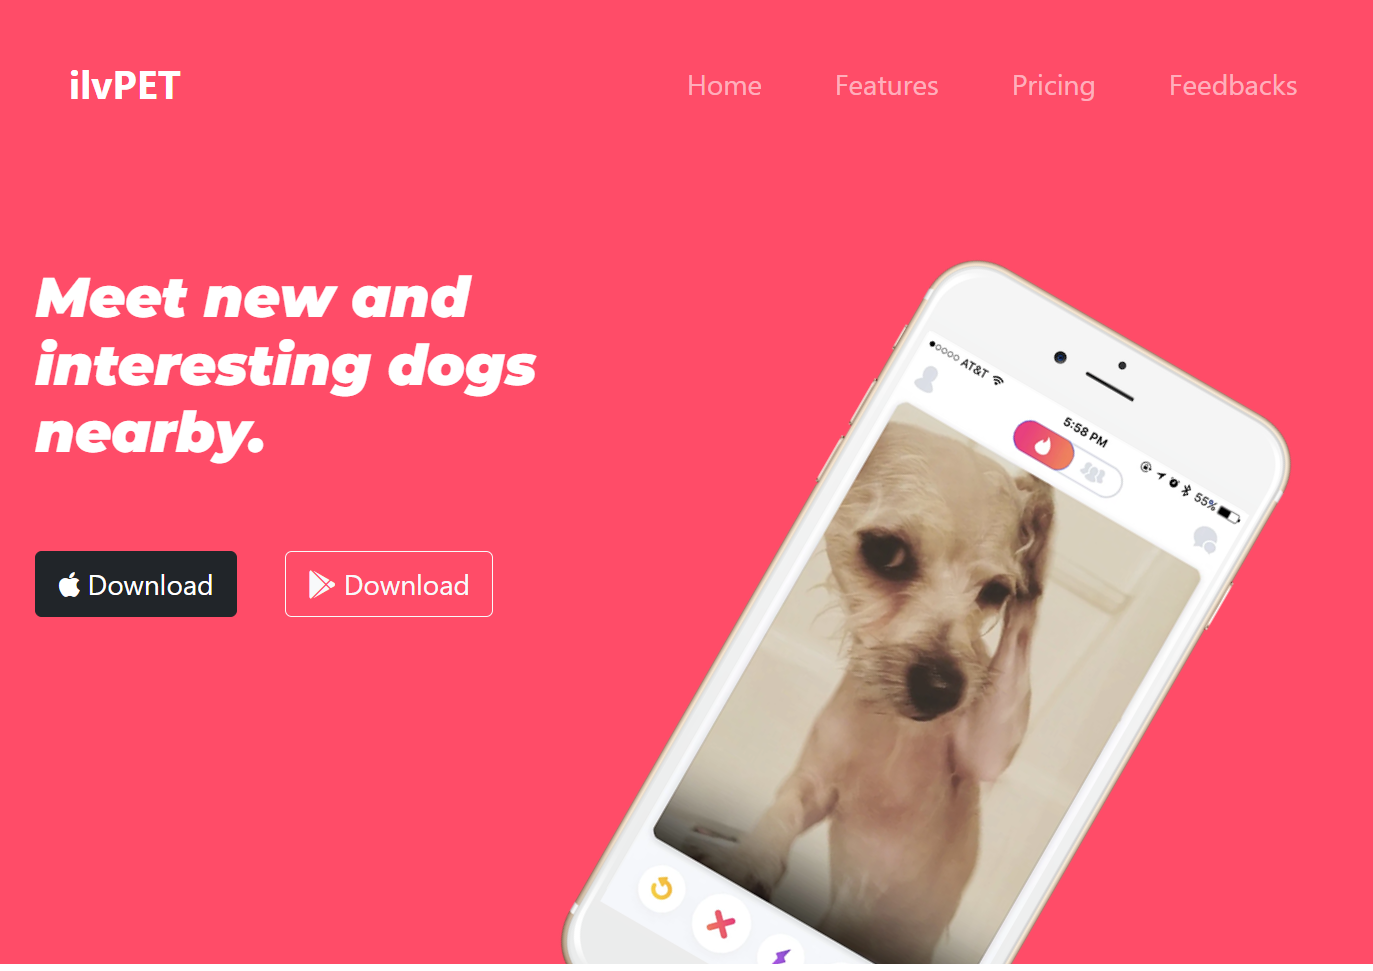 ilvPET
Home Features Pricing Feedbacks
Meet new and
interesting dogs
nearby.
Download Download
AT&T 5:58 PM 55%